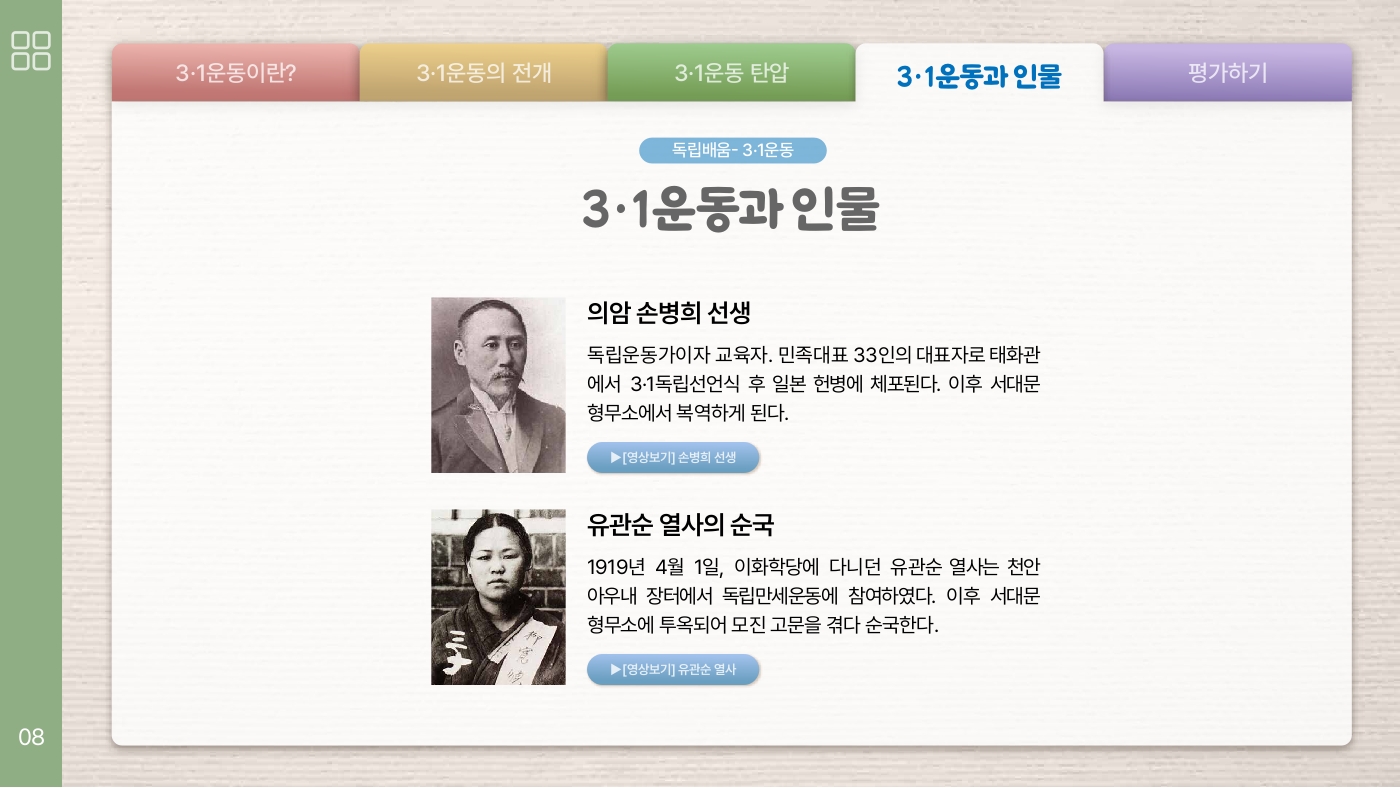 3·1운동이란?
3·1운동의 전개
3·1운동 탄압
3·1운동과 인물
평가하기
독립배움- 3·1운동
3·1운동과 인물
의암 손병희 선생
독립운동가이자 교육자. 민족대표 33인의 대표자로 태화관
에서 3·1독립선언식 후 일본 헌병에 체포된다. 이후 서대문
형무소에서 복역하게 된다.
▶[영상보기] 손병희 선생
유관순 열사의 순국
1919년 4월 1일, 이화학당에 다니던 유관순 열사는 천안
아우내 장터에서 독립만세운동에 참여하였다. 이후 서대문
형무소에 투옥되어 모진 고문을 겪다 순국한다.
▶[영상보기] 유관순 열사
08